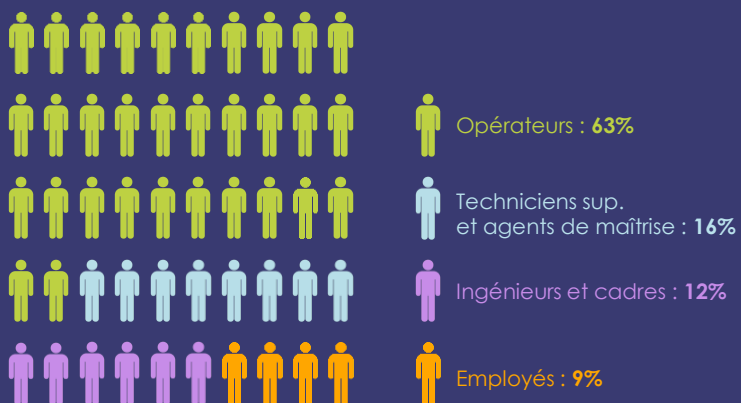 Opérateurs : 63%
Techniciens sup.
et agents de maîtrise : 16%
Ingénieurs et cadres : 12%
Employés : 9%